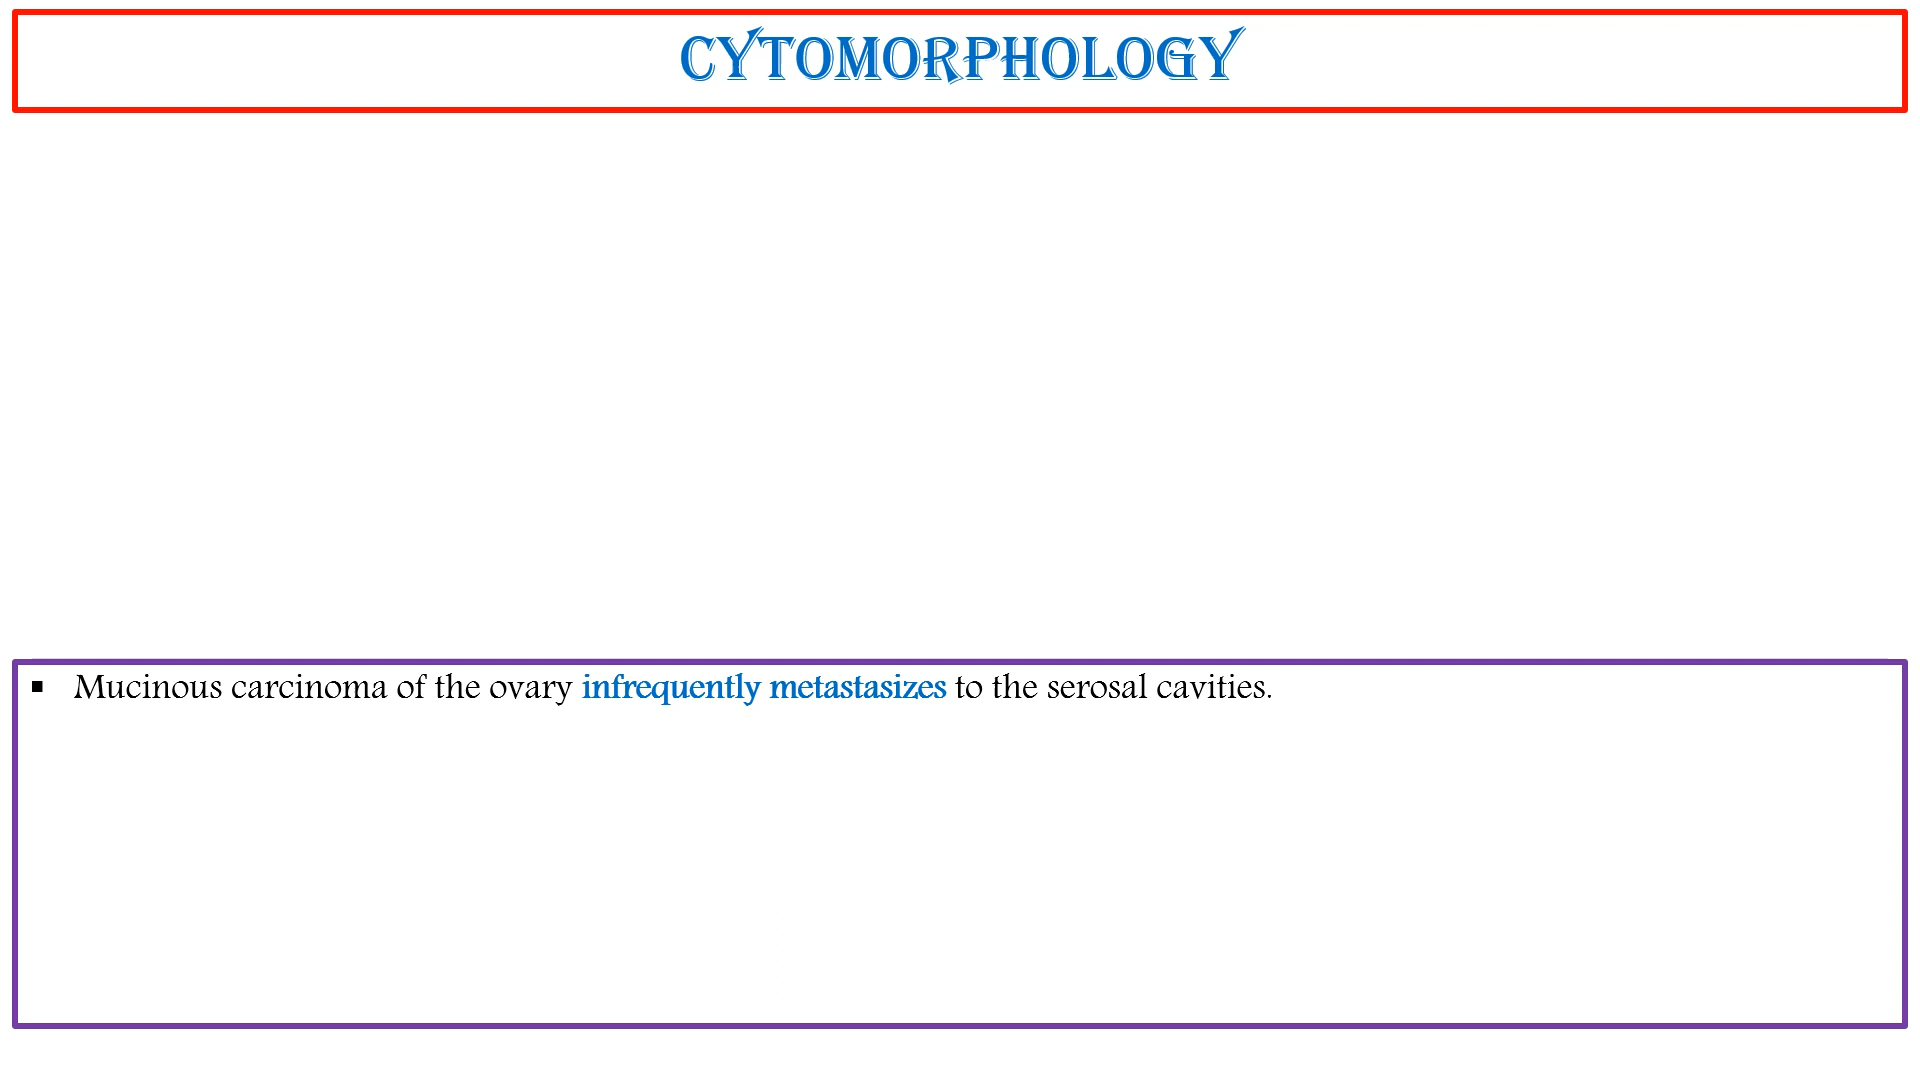 CYTOMORPHOLOGY
▪ Mucinous carcinoma of the ovary infrequently metastasizes to the serosal cavities.